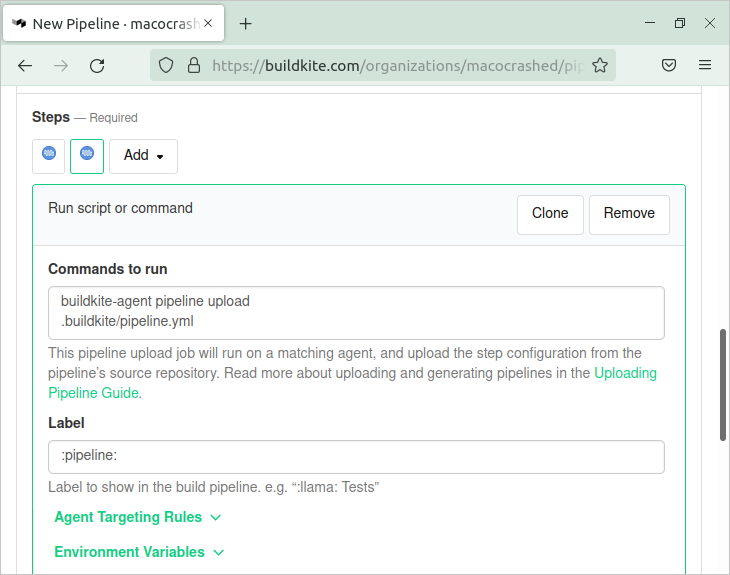 New Pipeline · macocrash
https://buildkite.com/organizations/macocrashed/pip
Steps — Required
Add
Run script or command
Clone
Remove
Commands to run
buildkite-agent pipeline upload
.buildkite/pipeline.yml
This pipeline upload job will run on a matching agent, and upload the step configuration from the
pipeline's source repository. Read more about uploading and generating pipelines in the Uploading
Pipeline Guide.
Label
:pipeline:
Label to show in the build pipeline. e.g. “:llama: Tests”
Agent Targeting Rules
Environment Variables